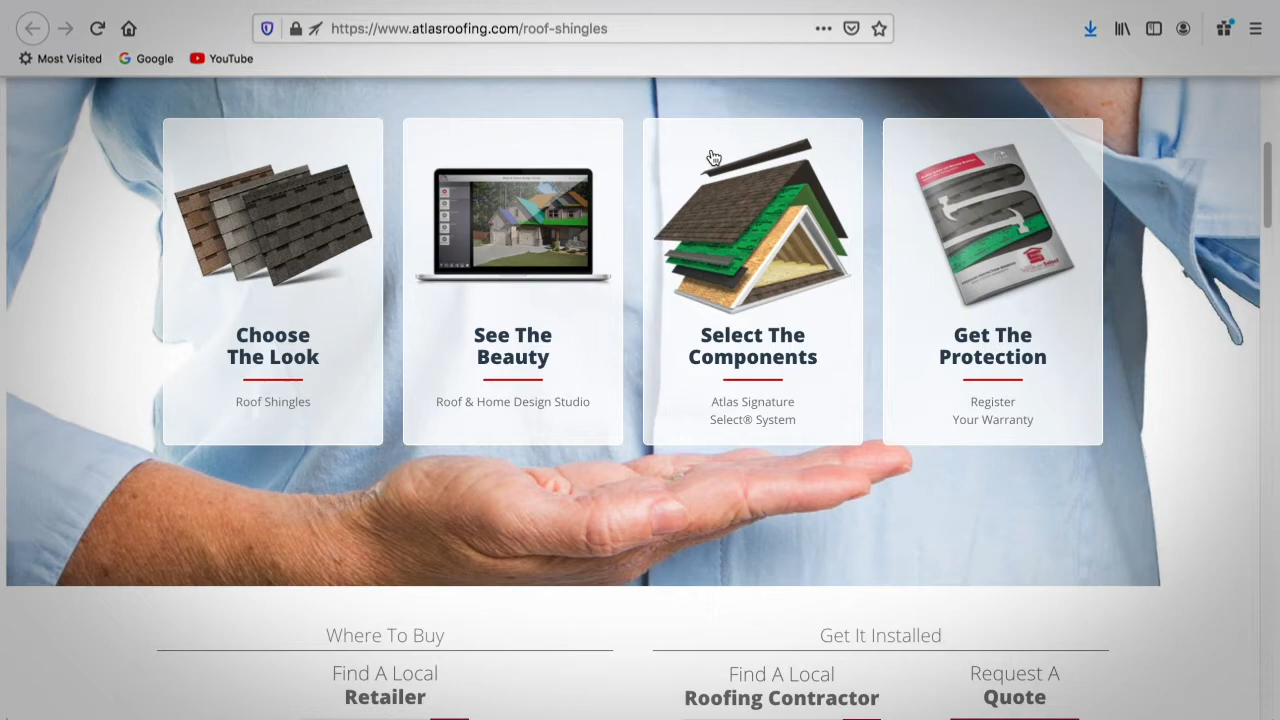 https://www.atlasroofing.com/roof-shingles
Most Visited
Google
YouTube
Choose
The Look
Roof Shingles
See The
Beauty
Roof & Home Design Studio
Select The
Components
Atlas Signature
Select® System
Get The
Protection
Register
Your Warranty
Where To Buy
Find A Local
Retailer
Get It Installed
Find A Local
Roofing Contractor
Request A
Quote